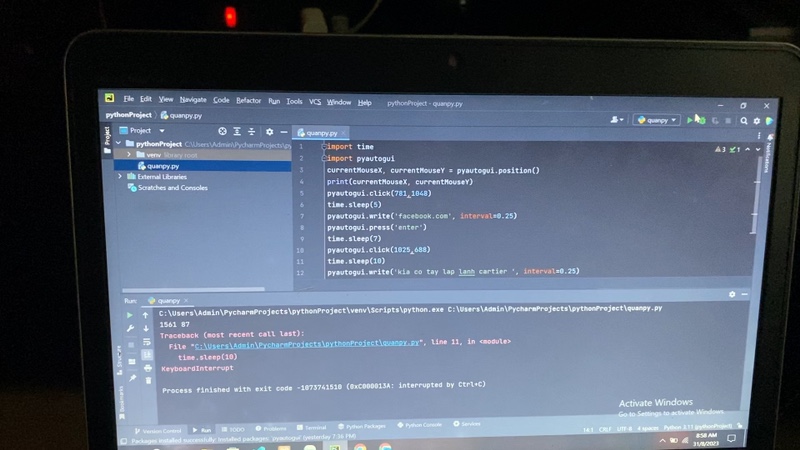 File Edit View Navigate Code Refactor Run Tools VCS Window Help pythonProject - quanpy.py
pythonProject quanpy.py
quanpy
Project
Project
quanpy.py
pythonProject C:\Users\Admin\PycharmProjects\
venv library root
quanpy.py
External Libraries
Scratches and Consoles
3 1
Notifications
1 import time
2 import pyautogui
3 currentMouseX, currentMouseY = pyautogui.position()
4 print(currentMouseX, currentMouseY)
5 pyautogui.click(781,1048)
6 time.sleep(5)
7 pyautogui.write('facebook.com', interval=0.25)
8 pyautogui.press('enter')
9 time.sleep(7)
10 pyautogui.click(1025,688)
11 time.sleep(10)
12 pyautogui.write('kia co tay lap lanh cartier ', interval=0.25)
Run: quanpy
C:\Users\Admin\PycharmProjects\pythonProject\venv\Scripts\python.exe C:\Users\Admin\PycharmProjects\pythonProject\quanpy.py
1561 87
Traceback (most recent call last):
File "C:\Users\Admin\PycharmProjects\pythonProject\quanpy.py", line 11, in <module>
time.sleep(10)
KeyboardInterrupt
Process finished with exit code -1073741510 (0xC000013A: interrupted by Ctrl+C)
Structure
Bookmarks
Activate Windows
Go to Settings to activate Windows.
Version Control Run TODO Problems Terminal Python Packages Python Console Services
Packages installed successfully: Installed packages: 'pyautogui' (yesterday 7:36 PM)
14:1 CRLF UTF-8 4 spaces Python 3.11 (pythonProject)
8:58 AM
31/8/2023